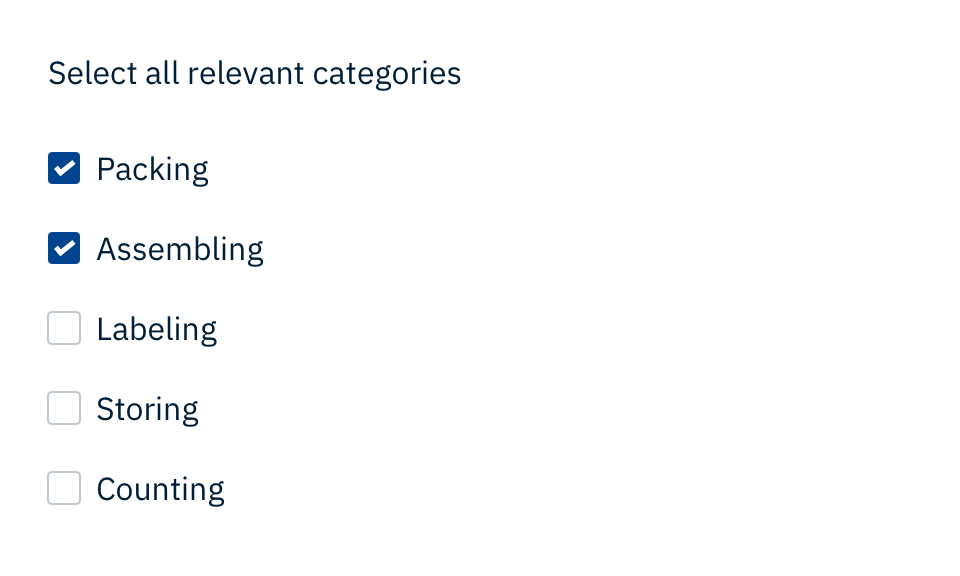 Select all relevant categories
Packing
Assembling
Labeling
Storing
Counting